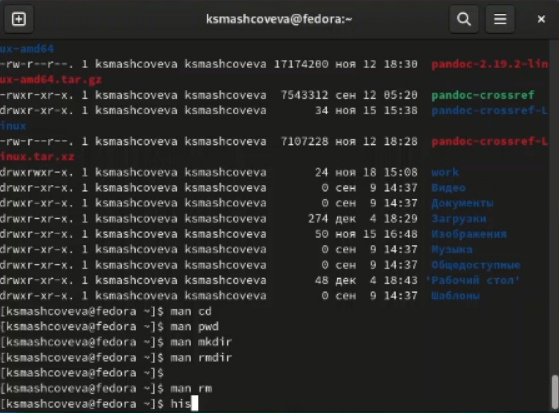 ksmashcoveva@fedora:~
ux-amd64
-rw-r--r--. 1 ksmashcoveva ksmashcoveva 17174200 ноя 12 18:30 pandoc-2.19.2-lin
ux-amd64.tar.gz
-rwxr-xr-x. 1 ksmashcoveva ksmashcoveva 7543312 сен 12 05:20 pandoc-crossref
drwxr-xr-x. 1 ksmashcoveva ksmashcoveva 34 ноя 15 15:38 pandoc-crossref-L
inux
-rw-r--r--. 1 ksmashcoveva ksmashcoveva 7107228 ноя 12 18:28 pandoc-crossref-L
inux.tar.xz
drwxrwxr-x. 1 ksmashcoveva ksmashcoveva 24 ноя 18 15:08 work
drwxr-xr-x. 1 ksmashcoveva ksmashcoveva 0 сен 9 14:37 Видео
drwxr-xr-x. 1 ksmashcoveva ksmashcoveva 0 сен 9 14:37 Документы
drwxr-xr-x. 1 ksmashcoveva ksmashcoveva 274 дек 4 18:29 Загрузки
drwxr-xr-x. 1 ksmashcoveva ksmashcoveva 50 ноя 15 16:48 Изображения
drwxr-xr-x. 1 ksmashcoveva ksmashcoveva 0 сен 9 14:37 Музыка
drwxr-xr-x. 1 ksmashcoveva ksmashcoveva 0 сен 9 14:37 Общедоступные
drwxr-xr-x. 1 ksmashcoveva ksmashcoveva 48 дек 4 18:43 'Рабочий стол'
drwxr-xr-x. 1 ksmashcoveva ksmashcoveva 0 сен 9 14:37 Шаблоны
[ksmashcoveva@fedora ~]$ man cd
[ksmashcoveva@fedora ~]$ man pwd
[ksmashcoveva@fedora ~]$ man mkdir
[ksmashcoveva@fedora ~]$ man rmdir
[ksmashcoveva@fedora ~]$
[ksmashcoveva@fedora ~]$ man rm
[ksmashcoveva@fedora ~]$ his